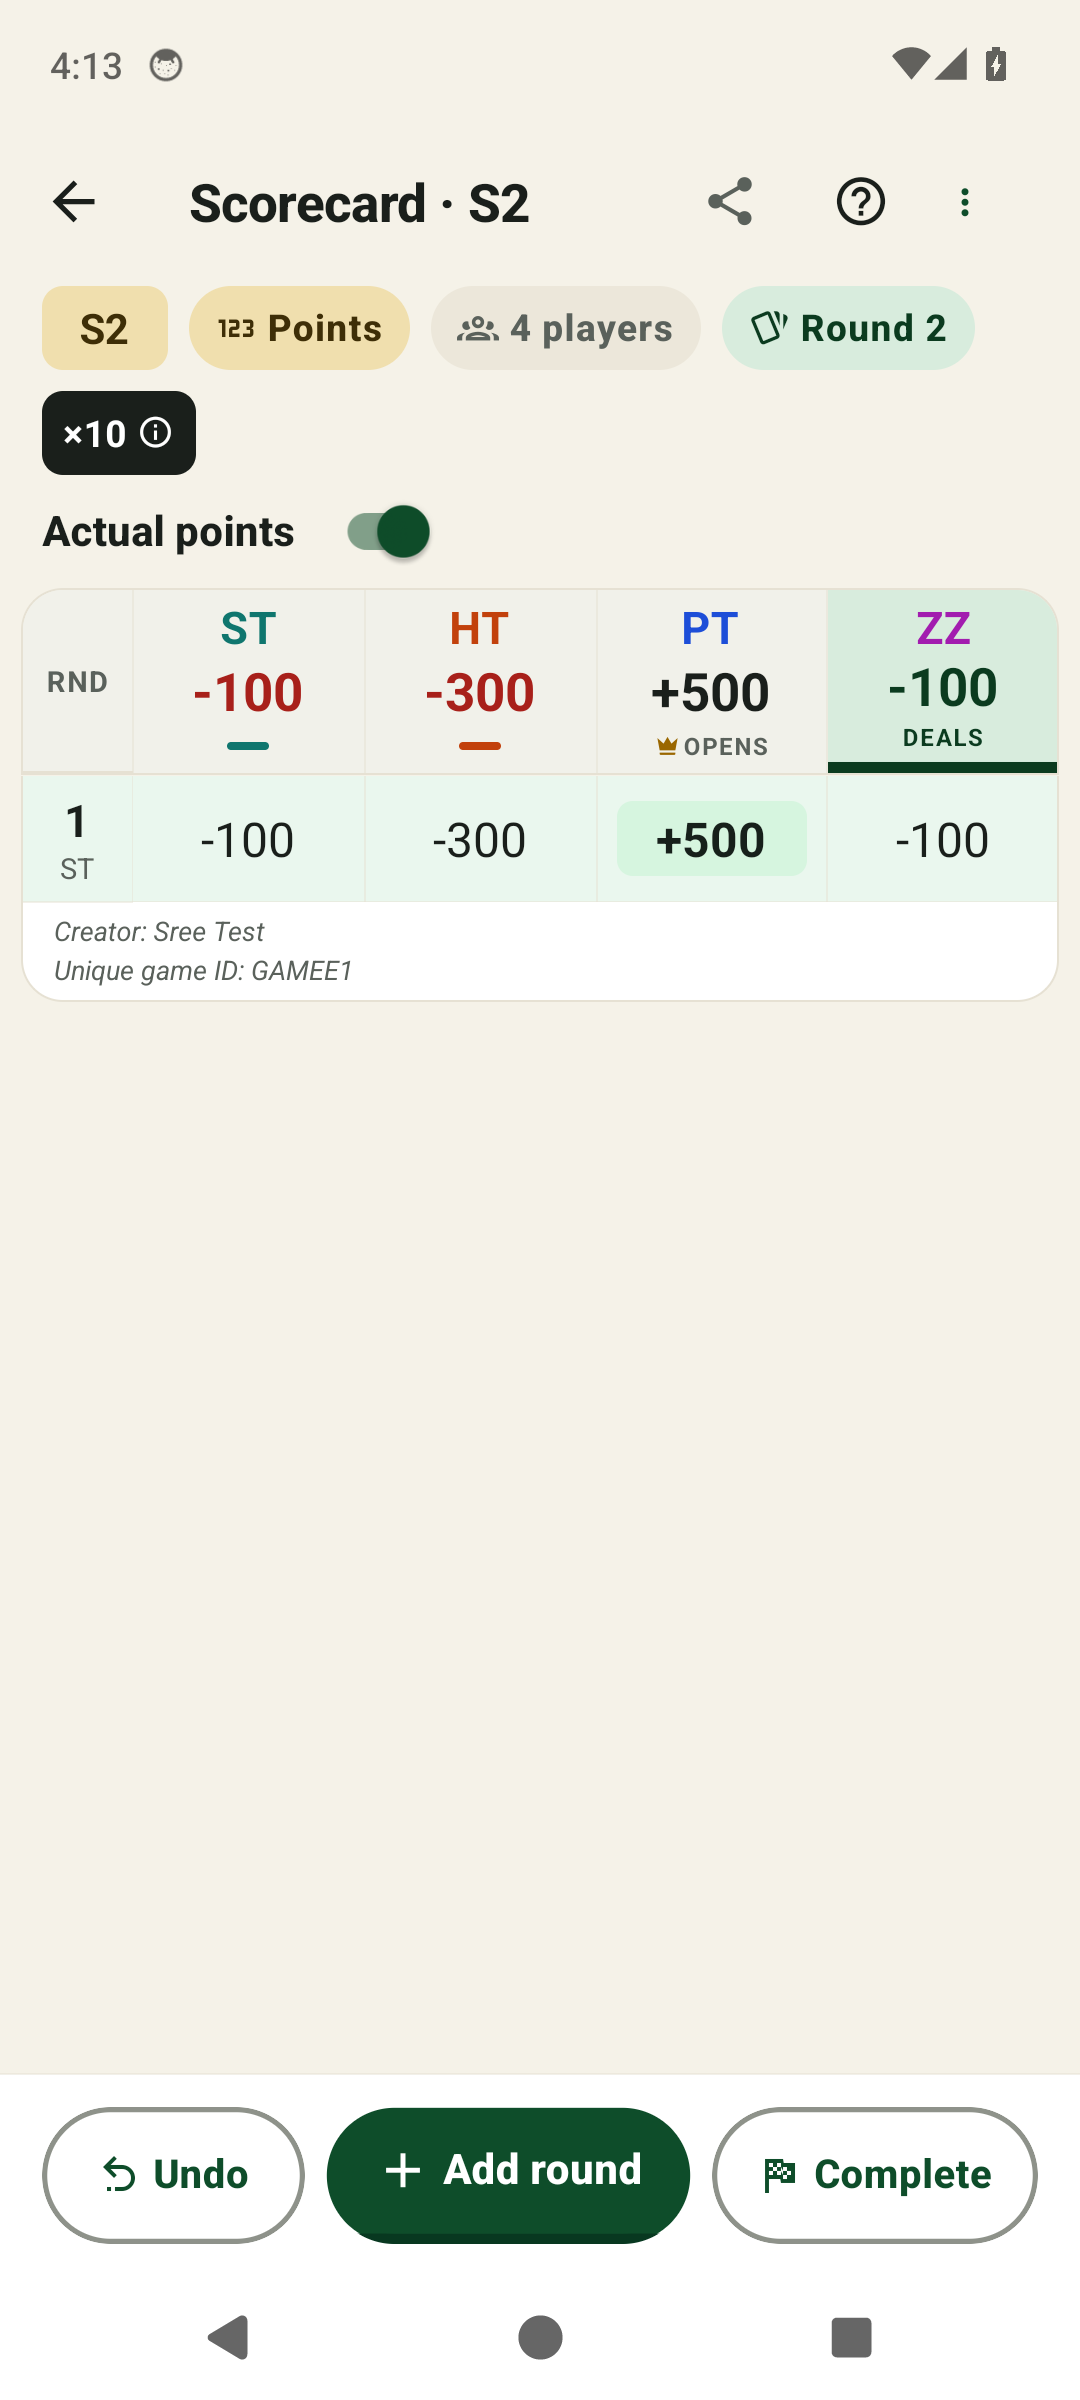 4:13
Scorecard · S2
S2
123 Points
4 players
Round 2
×10
Actual points
RND
ST
HT
PT
ZZ
-100
-300
+500
-100
OPENS
DEALS
1
ST
-100
-300
+500
-100
Creator: Sree Test
Unique game ID: GAMEE1
Undo
+ Add round
Complete